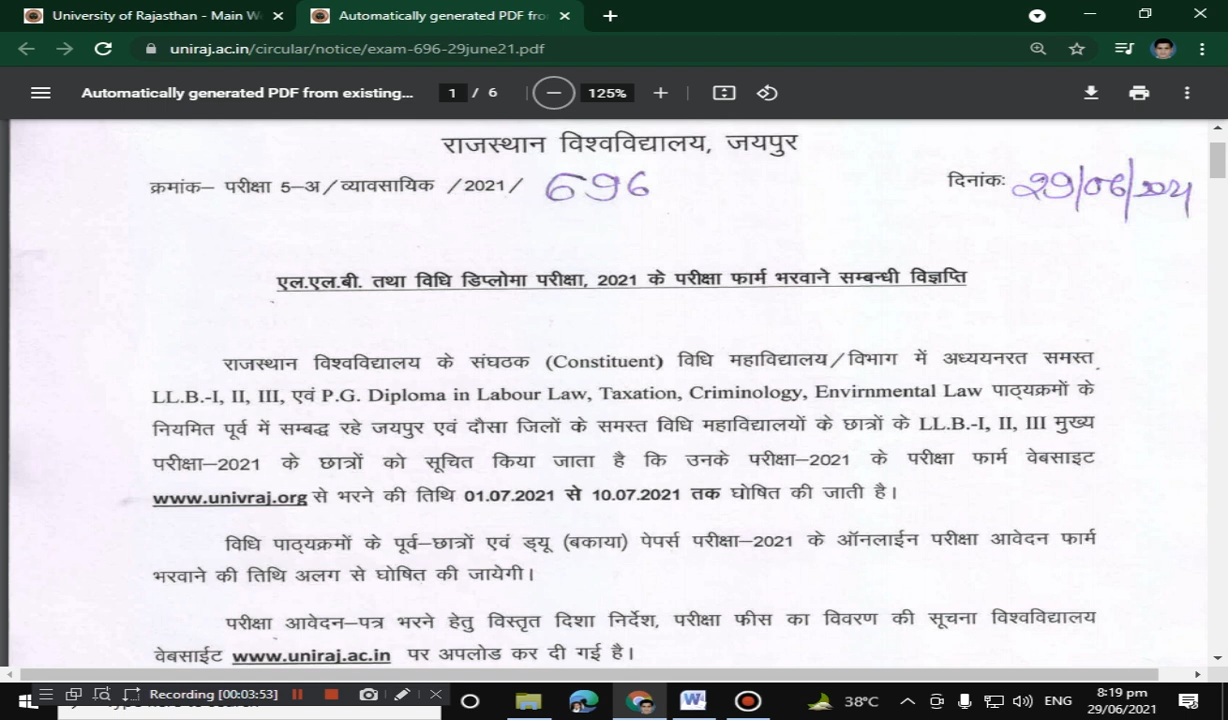 University of Rajasthan - Main W
Automatically generated PDF fro
uniraj.ac.in/circular/notice/exam-696-29june21.pdf
Automatically generated PDF from existing... 1 / 6 125%
राजस्थान विश्वविद्यालय, जयपुर
क्रमांक– परीक्षा 5–अ/व्यावसायिक /2021/ 696 दिनांकः 29/06/2021
एल.एल.बी. तथा विधि डिप्लोमा परीक्षा, 2021 के परीक्षा फार्म भरवाने सम्बन्धी विज्ञप्ति
राजस्थान विश्वविद्यालय के संघठक (Constituent) विधि महाविद्यालय/विभाग में अध्ययनरत समस्त
LL.B.-I, II, III, एवं P.G. Diploma in Labour Law, Taxation, Criminology, Envirnmental Law पाठ्यक्रमों के
नियमित पूर्व में सम्बद्ध रहे जयपुर एवं दौसा जिलों के समस्त विधि महाविद्यालयों के छात्रों के LL.B.-I, II, III मुख्य
परीक्षा–2021 के छात्रों को सूचित किया जाता है कि उनके परीक्षा–2021 के परीक्षा फार्म वेबसाइट
www.univraj.org से भरने की तिथि 01.07.2021 से 10.07.2021 तक घोषित की जाती है।
विधि पाठ्यक्रमों के पूर्व–छात्रों एवं ड्यू (बकाया) पेपर्स परीक्षा–2021 के ऑनलाईन परीक्षा आवेदन फार्म
भरवाने की तिथि अलग से घोषित की जायेगी।
परीक्षा आवेदन–पत्र भरने हेतु विस्तृत दिशा निर्देश, परीक्षा फीस का विवरण की सूचना विश्वविद्यालय
वेबसाईट www.uniraj.ac.in पर अपलोड कर दी गई है।
Recording [00:03:53]
38°C ENG 8:19 pm
29/06/2021